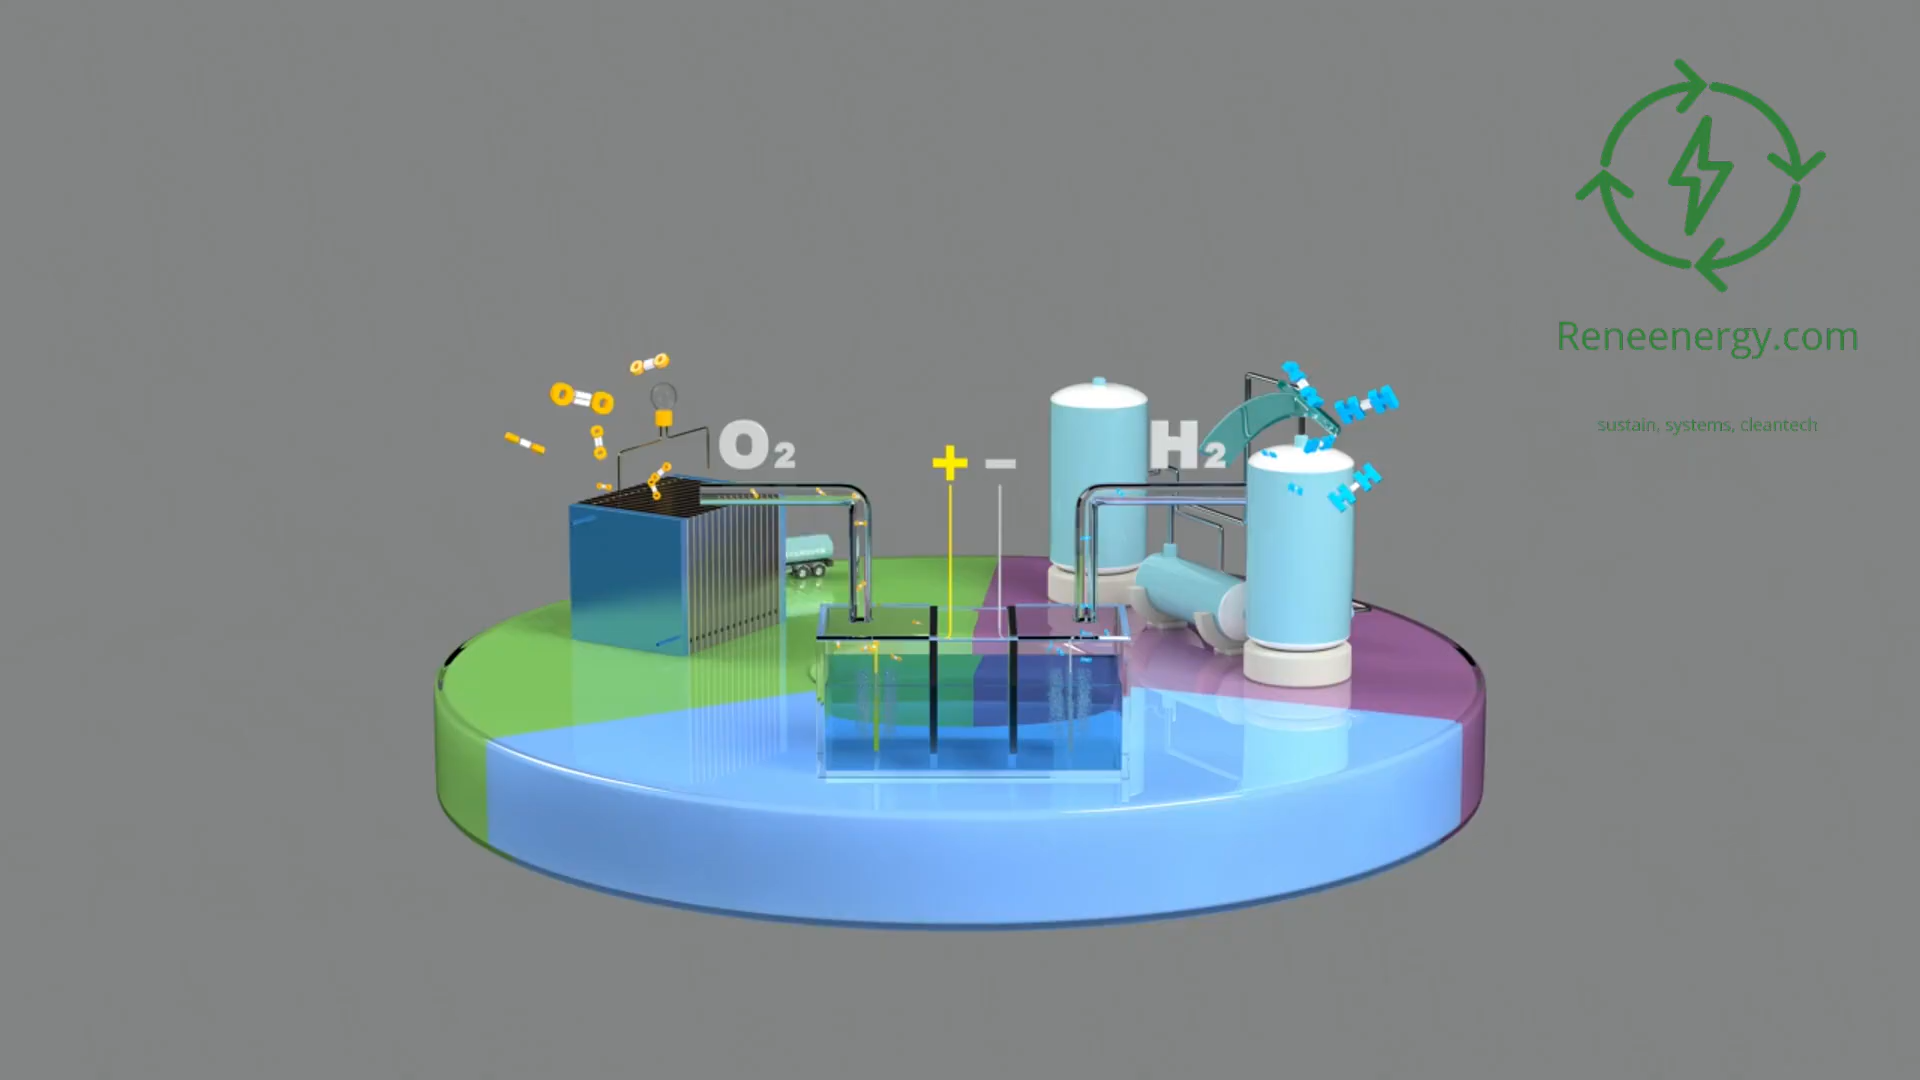 Reneenergy.com
sustain, systems, cleantech
O₂
+ −
H₂